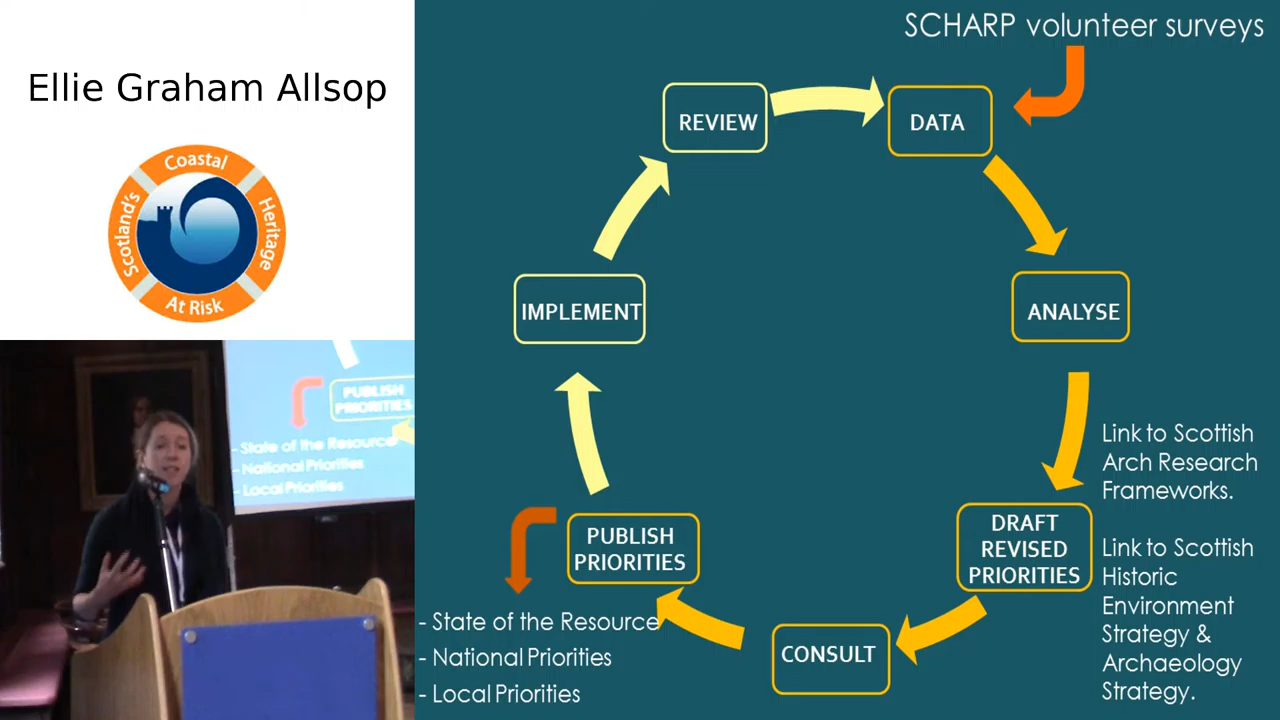 Ellie Graham Allsop
Coastal
Heritage
At Risk
Scotland's
PUBLISH
PRIORITIES
- State of the Resource
- National Priorities
- Local Priorities
SCHARP volunteer surveys
REVIEW
DATA
IMPLEMENT
ANALYSE
Link to Scottish
Arch Research
Frameworks.
DRAFT
REVISED
PRIORITIES
Link to Scottish
Historic
Environment
Strategy &
Archaeology
Strategy.
PUBLISH
PRIORITIES
CONSULT
- State of the Resource
- National Priorities
- Local Priorities